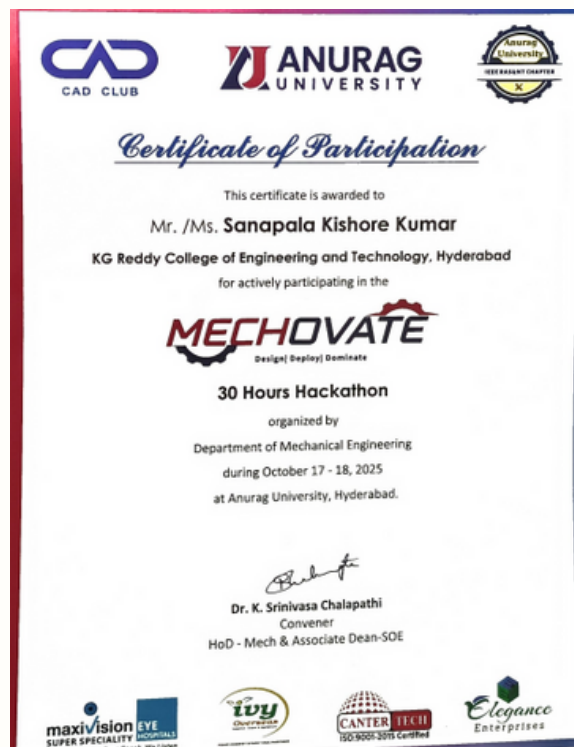 CAD CLUB
ANURAG
UNIVERSITY
Anurag
University
Certificate of Participation
This certificate is awarded to
Mr. /Ms. Sanapala Kishore Kumar
KG Reddy College of Engineering and Technology, Hyderabad
for actively participating in the
MECHOVATE
Design| Deploy| Dominate
30 Hours Hackathon
organized by
Department of Mechanical Engineering
during October 17 - 18, 2025
at Anurag University, Hyderabad.
Dr. K. Srinivasa Chalapathi
Convener
HoD - Mech & Associate Dean-SOE
maxivision EYE
SUPER SPECIALITY HOSPITALS
ivy
Overseas
CANTER TECH
ISO:9001-2015 Certified
Elegance
Enterprises